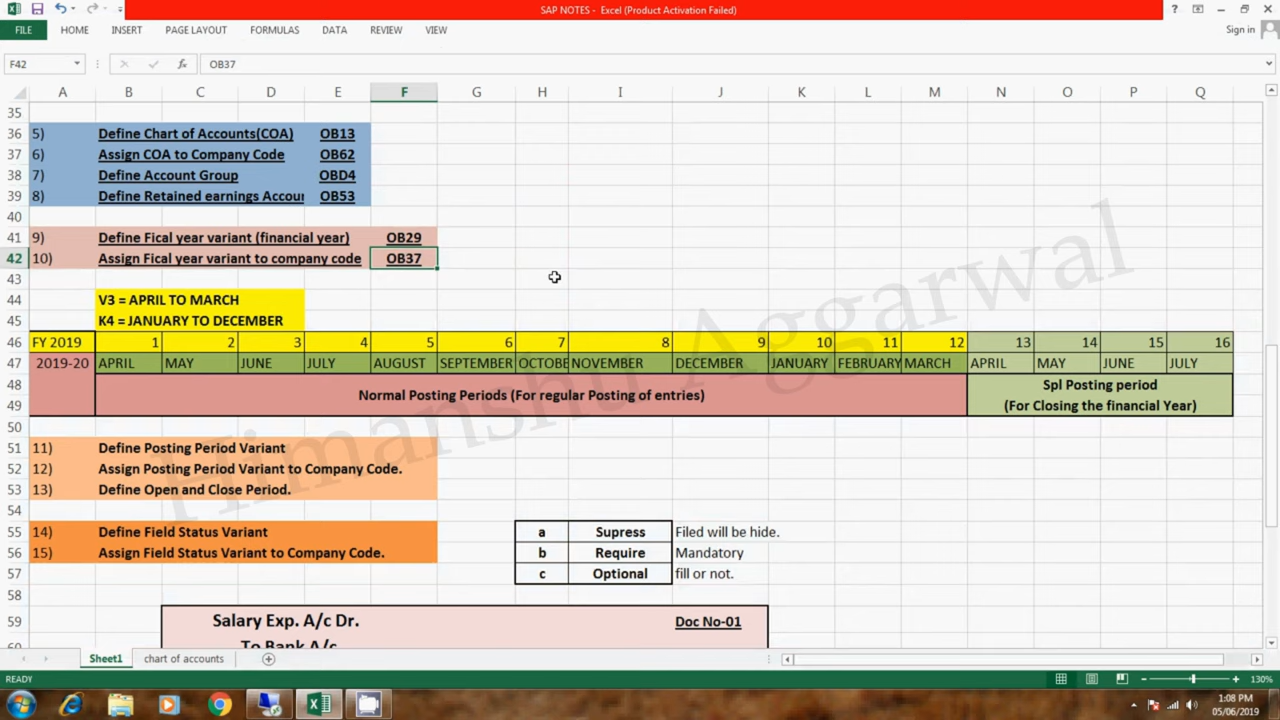 SAP NOTES - Excel (Product Activation Failed)
FILE HOME INSERT PAGE LAYOUT FORMULAS DATA REVIEW VIEW Sign in
F42 fx OB37
A B C D E F G H I J K L M N O P Q
35
36 5) Define Chart of Accounts(COA) OB13
37 6) Assign COA to Company Code OB62
38 7) Define Account Group OBD4
39 8) Define Retained earnings Accour OB53
40
41 9) Define Fical year variant (financial year) OB29
42 10) Assign Fical year variant to company code OB37
43
44 V3 = APRIL TO MARCH
45 K4 = JANUARY TO DECEMBER
46 FY 2019 1 2 3 4 5 6 7 8 9 10 11 12 13 14 15 16
47 2019-20 APRIL MAY JUNE JULY AUGUST SEPTEMBER OCTOBE NOVEMBER DECEMBER JANUARY FEBRUARY MARCH APRIL MAY JUNE JULY
48 Spl Posting period
Normal Posting Periods (For regular Posting of entries)
49 (For Closing the financial Year)
50
51 11) Define Posting Period Variant
52 12) Assign Posting Period Variant to Company Code.
53 13) Define Open and Close Period.
54
55 14) Define Field Status Variant a Supress Filed will be hide.
56 15) Assign Field Status Variant to Company Code. b Require Mandatory
57 c Optional fill or not.
58
59 Salary Exp. A/c Dr. Doc No-01
60 To Bank A/c
Himanshu Aggarwal
Sheet1 chart of accounts
READY 130%
1:08 PM
05/06/2019